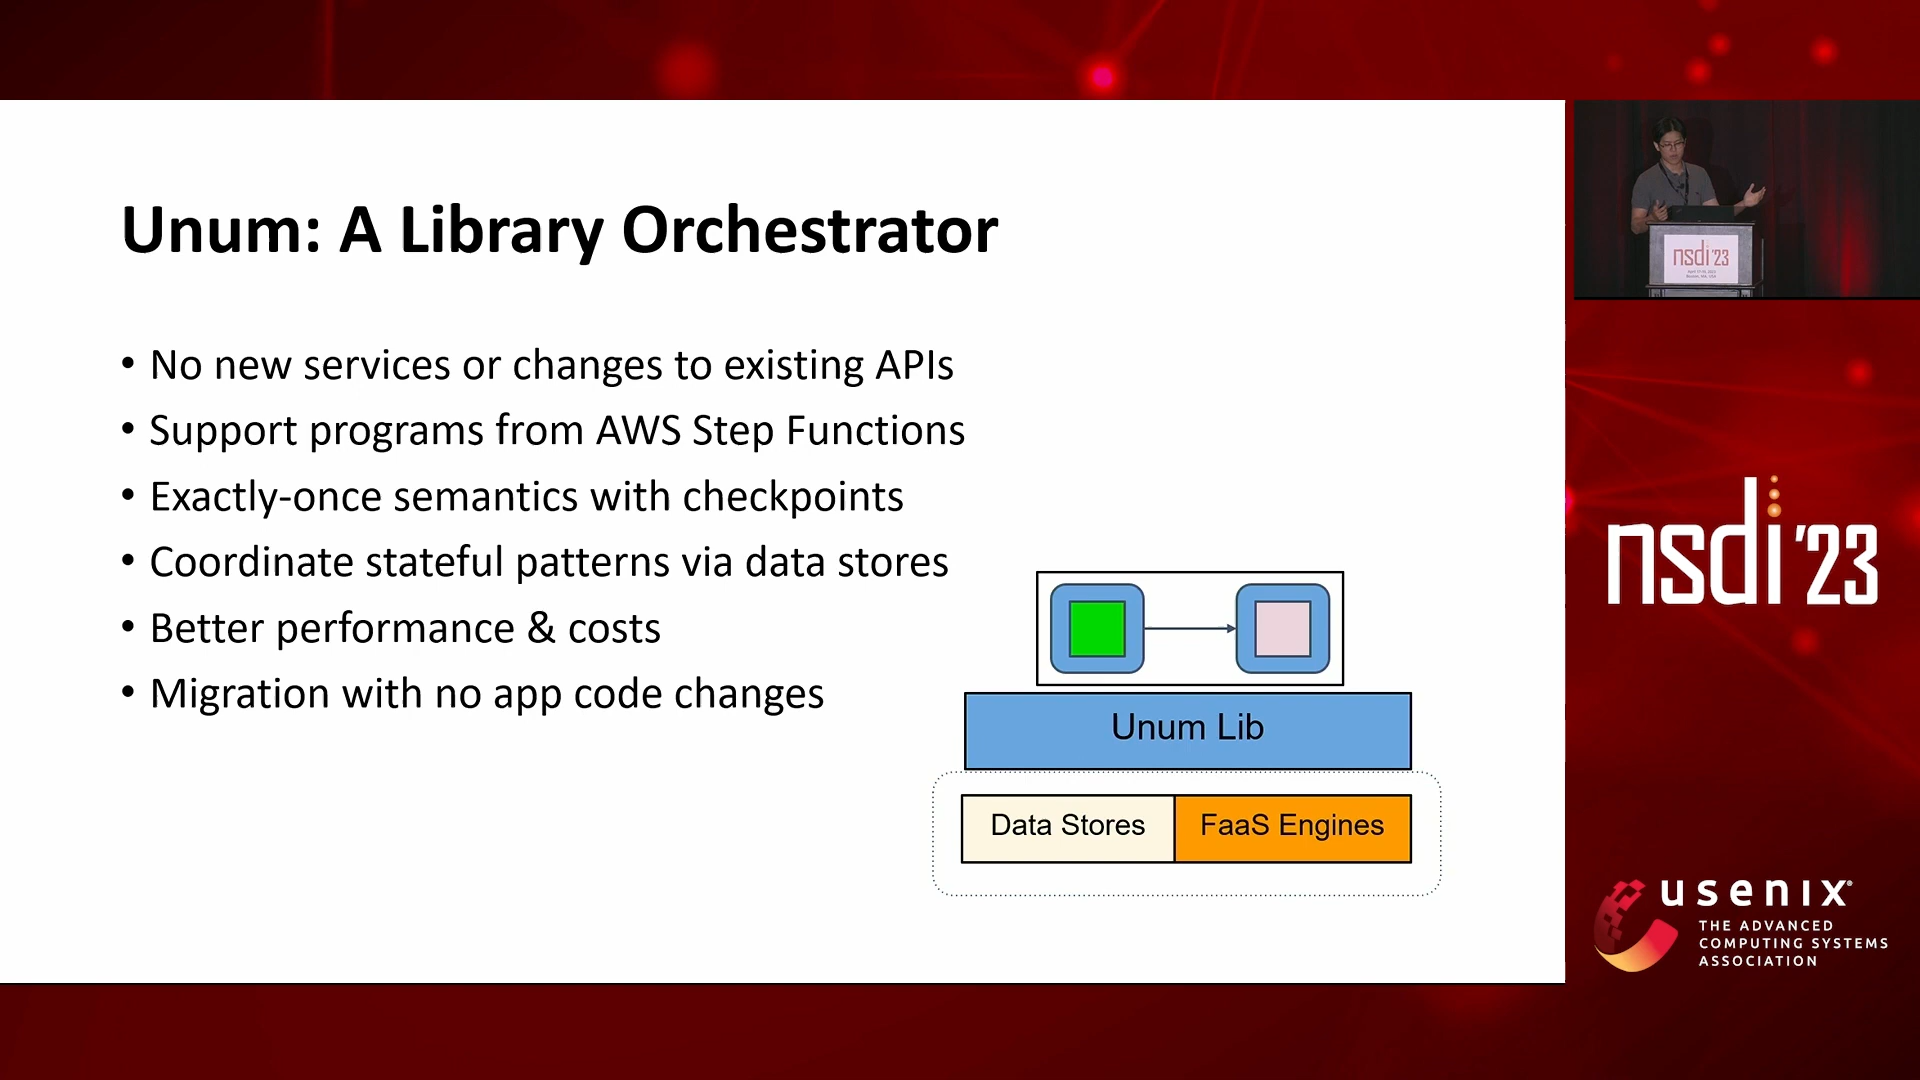 Unum: A Library Orchestrator
• No new services or changes to existing APIs
• Support programs from AWS Step Functions
• Exactly-once semantics with checkpoints
• Coordinate stateful patterns via data stores
• Better performance & costs
• Migration with no app code changes
Unum Lib
Data Stores
FaaS Engines
nsdi '23
nsdi '23
usenix®
THE ADVANCED
COMPUTING SYSTEMS
ASSOCIATION